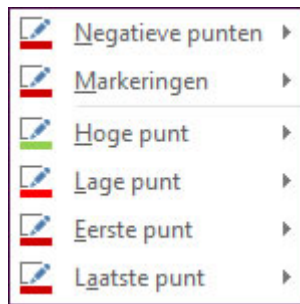 Negatieve punten
Markeringen
Hoge punt
Lage punt
Eerste punt
Laatste punt